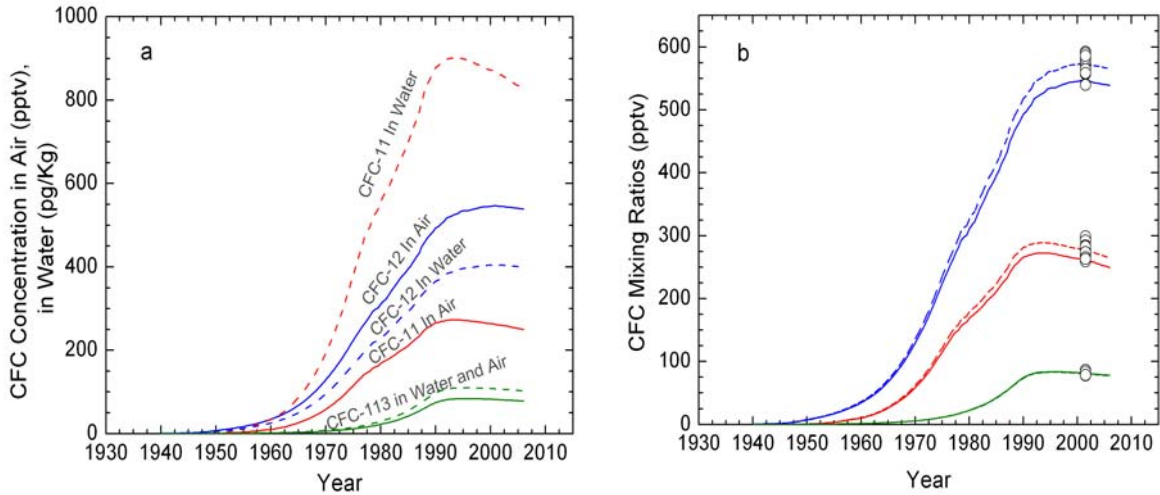 a
CFC Concentration in Air (pptv),
in Water (pg/Kg)
1000
800
600
400
200
0
CFC-11 In Water
CFC-12 In Air
CFC-12 In Water
CFC-11 In Air
CFC-113 in Water and Air
1930 1940 1950 1960 1970 1980 1990 2000 2010
Year
b
CFC Mixing Ratios (pptv)
600
500
400
300
200
100
0
1930 1940 1950 1960 1970 1980 1990 2000 2010
Year